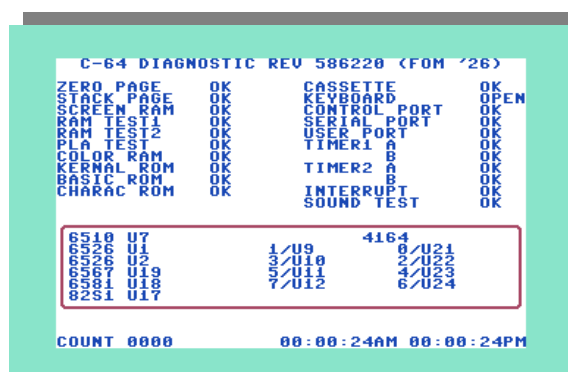 C-64 DIAGNOSTIC REV 586220 (FOM '26)
ZERO PAGE OK CASSETTE OK
STACK PAGE OK KEYBOARD OPEN
SCREEN RAM OK CONTROL PORT OK
RAM TEST1 OK SERIAL PORT OK
RAM TEST2 OK USER PORT OK
PLA TEST OK TIMER1 A OK
COLOR RAM OK B OK
KERNAL ROM OK TIMER2 A OK
BASIC ROM OK B OK
CHARAC ROM OK INTERRUPT OK
SOUND TEST OK
6510 U7 4164
6526 U1 1/U9 0/U21
6526 U2 3/U10 2/U22
6567 U19 5/U11 4/U23
6581 U18 7/U12 6/U24
82S1 U17
COUNT 0000 00:00:24AM 00:00:24PM